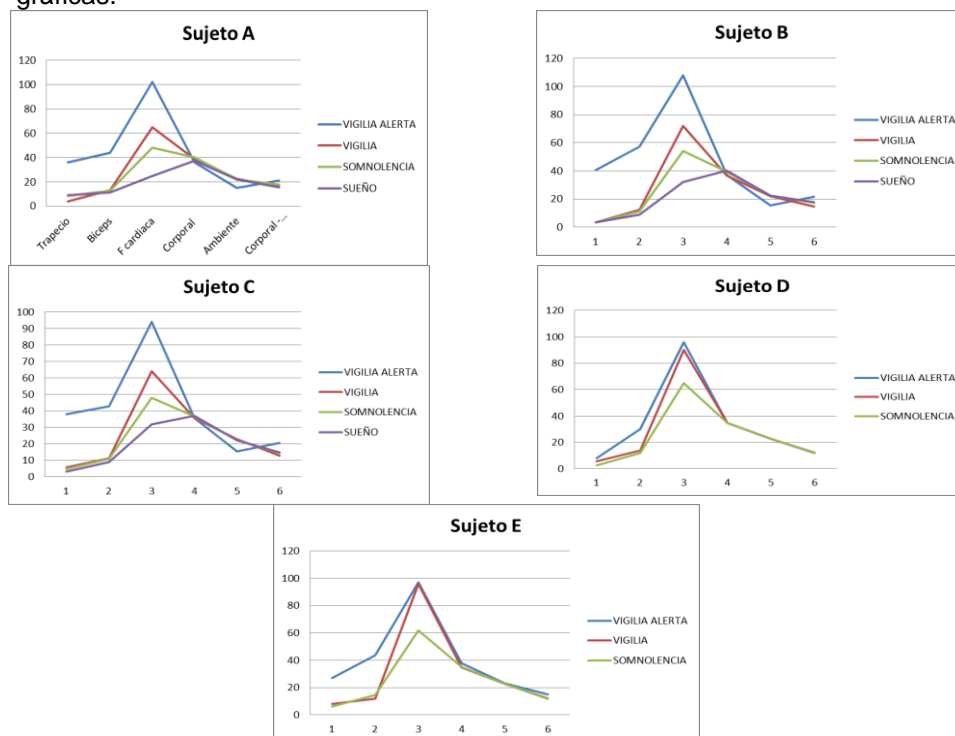 gráficas.
Sujeto A
120
100
80
60
40
20
0
Trapecio
Biceps
F cardiaca
Corporal
Ambiente
Corporal -...
VIGILIA ALERTA
VIGILIA
SOMNOLENCIA
SUEÑO
Sujeto B
120
100
80
60
40
20
0
1 2 3 4 5 6
VIGILIA ALERTA
VIGILIA
SOMNOLENCIA
SUEÑO
Sujeto C
100
90
80
70
60
50
40
30
20
10
0
1 2 3 4 5 6
VIGILIA ALERTA
VIGILIA
SOMNOLENCIA
SUEÑO
Sujeto D
120
100
80
60
40
20
0
1 2 3 4 5 6
VIGILIA ALERTA
VIGILIA
SOMNOLENCIA
Sujeto E
120
100
80
60
40
20
0
1 2 3 4 5 6
VIGILIA ALERTA
VIGILIA
SOMNOLENCIA